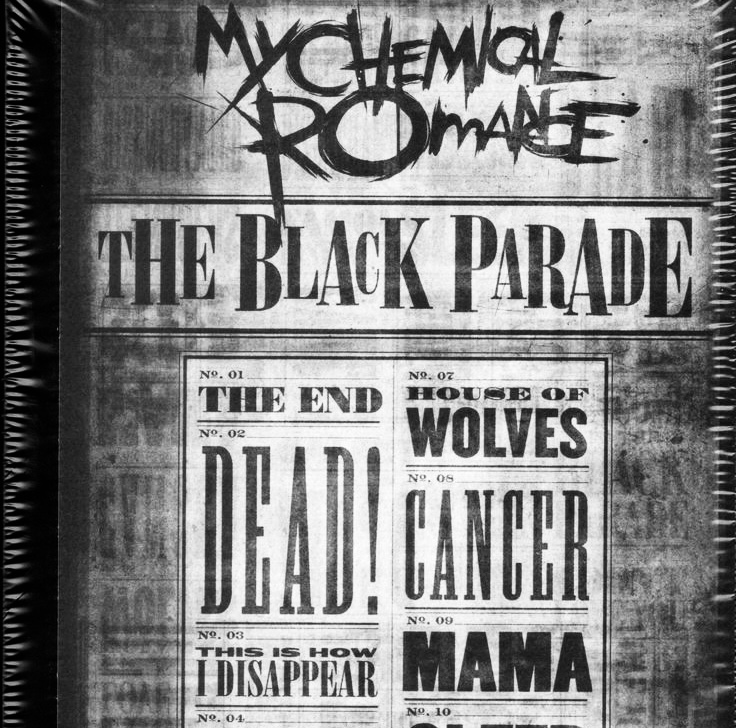 MY CHEMICAL
ROMANCE
THE BLACK PARADE
Nº. 01
THE END
Nº. 02
DEAD!
Nº. 03
THIS IS HOW
I DISAPPEAR
Nº. 04
Nº. 07
HOUSE OF
WOLVES
Nº. 08
CANCER
Nº. 09
MAMA
Nº. 10